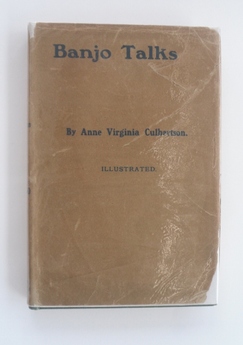 Banjo Talks
By Anne Virginia Culbertson.
ILLUSTRATED.